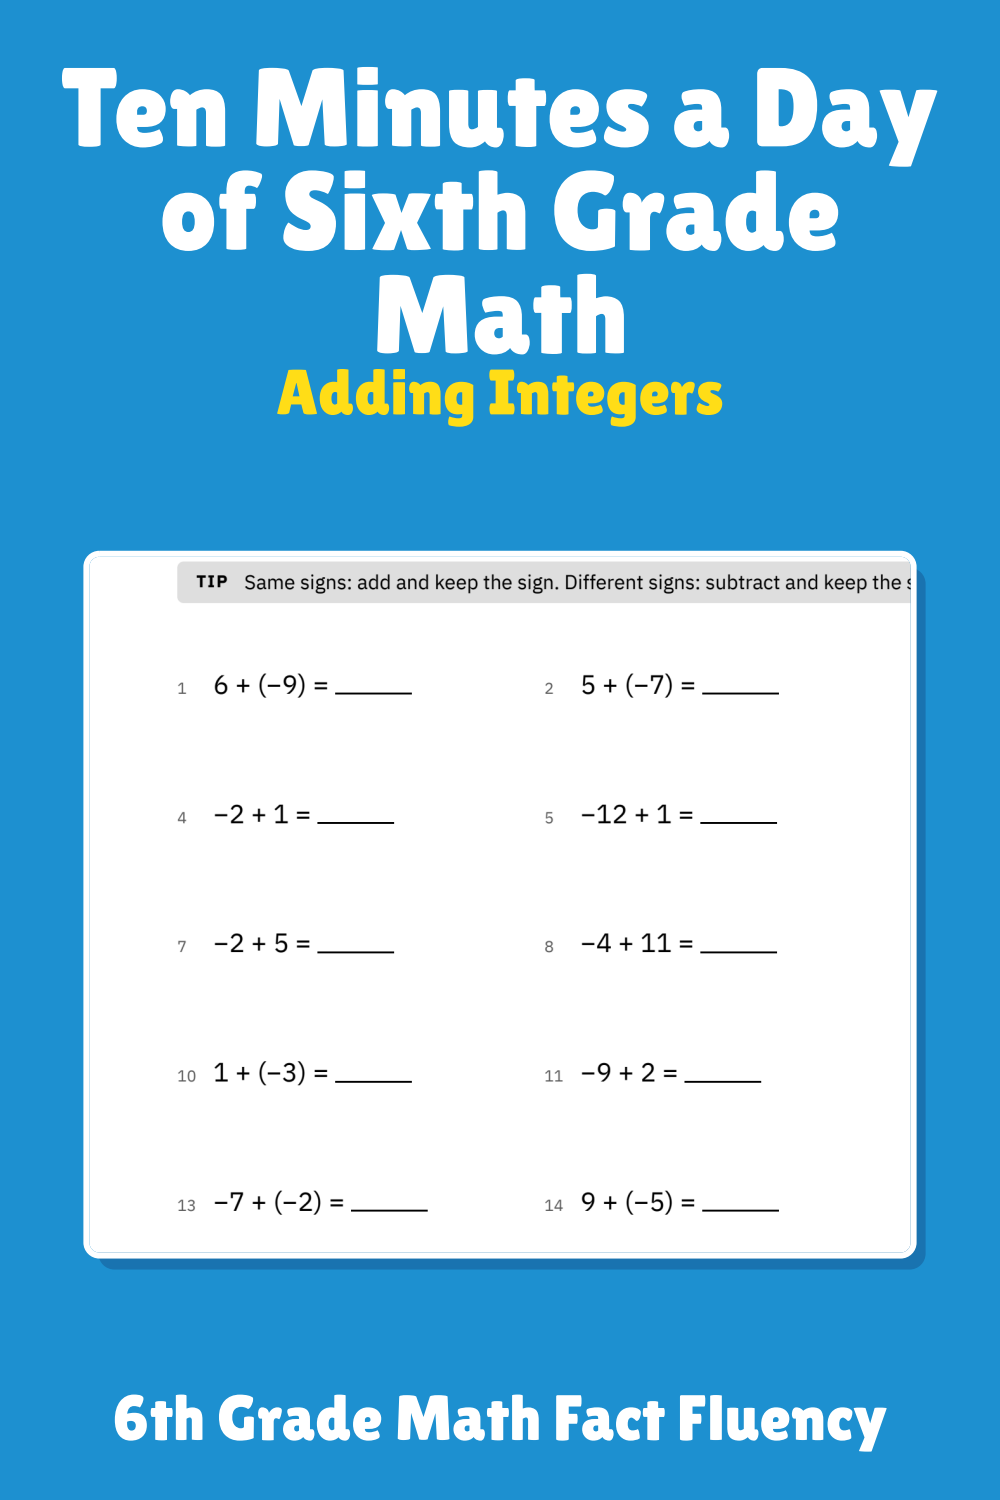 Ten Minutes a Day
of Sixth Grade
Math
Adding Integers
TIP Same signs: add and keep the sign. Different signs: subtract and keep the
1 6 + (−9) = ______
2 5 + (−7) = ______
4 −2 + 1 = ______
5 −12 + 1 = ______
7 −2 + 5 = ______
8 −4 + 11 = ______
10 1 + (−3) = ______
11 −9 + 2 = ______
13 −7 + (−2) = ______
14 9 + (−5) = ______
6th Grade Math Fact Fluency